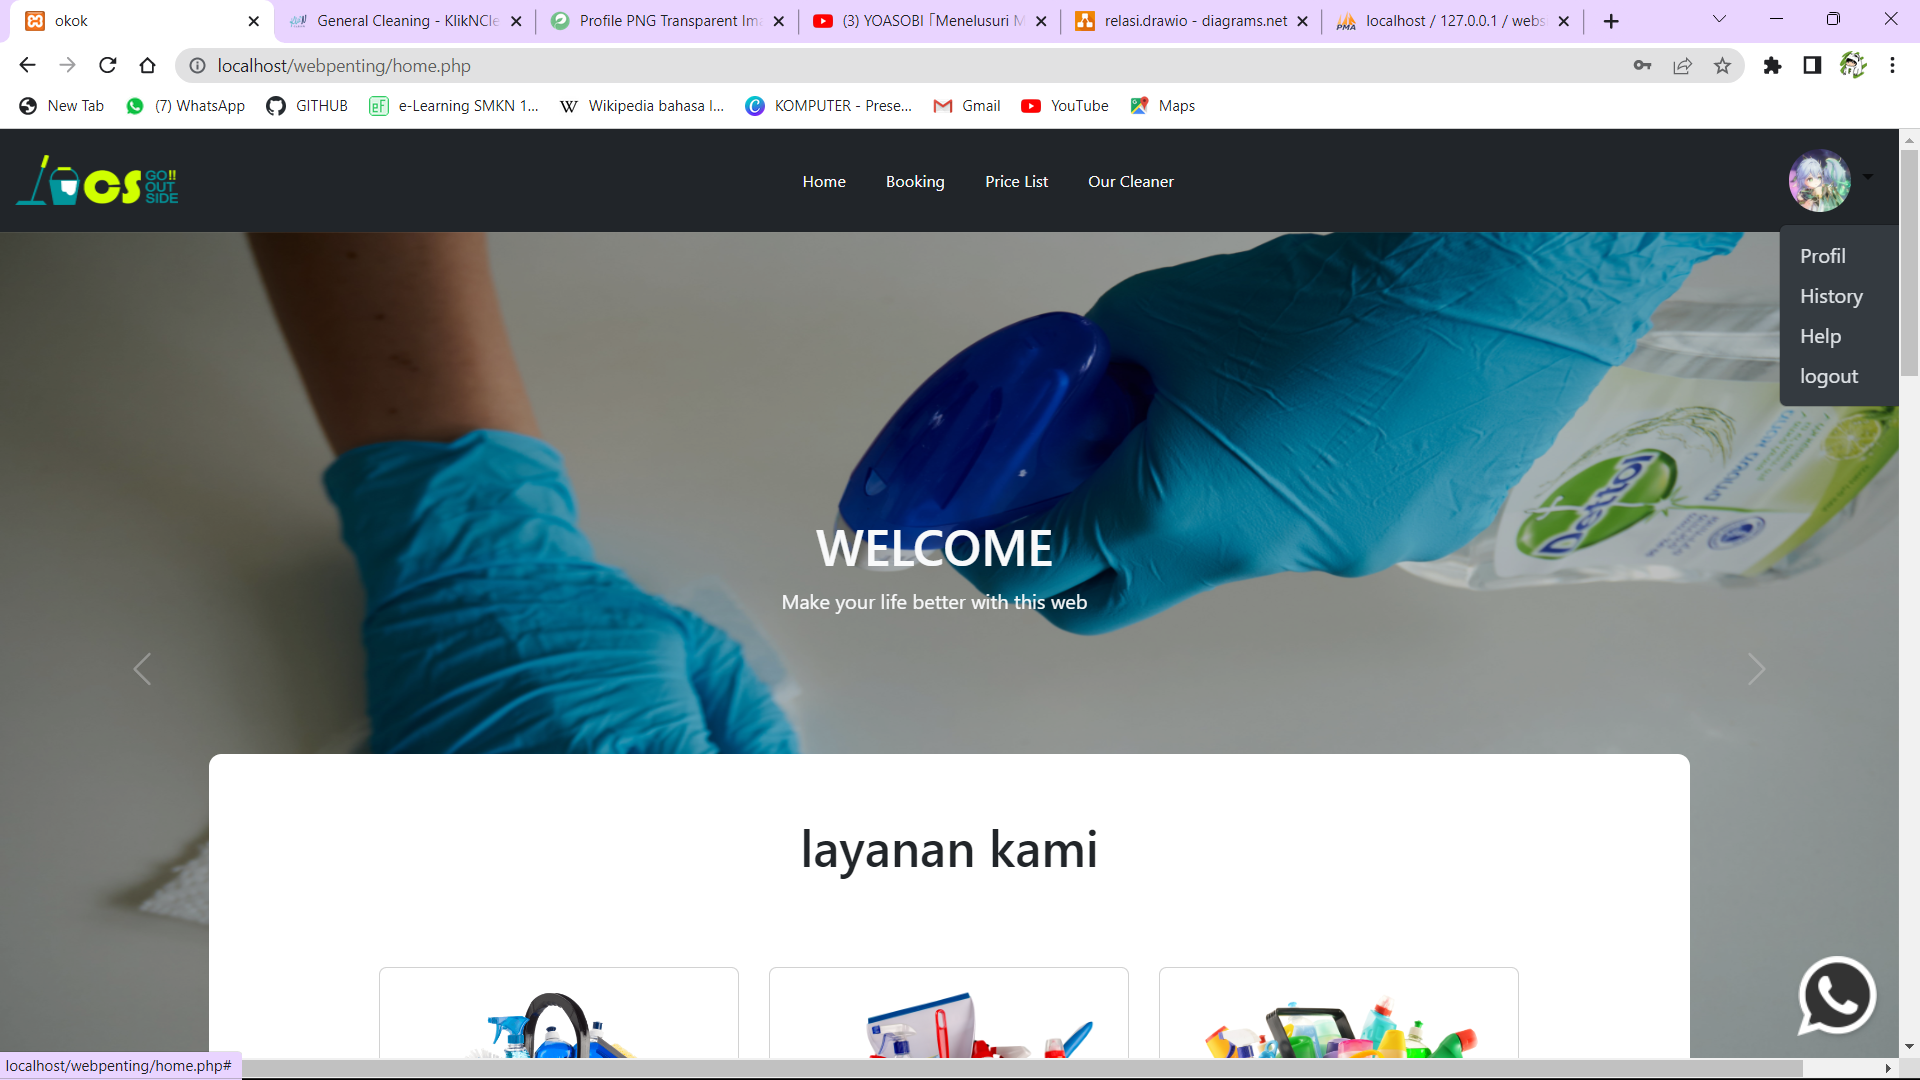 okok
General Cleaning - KlikNCle
Profile PNG Transparent Ima
(3) YOASOBI「Menelusuri M
relasi.drawio - diagrams.net
localhost / 127.0.0.1 / webs
localhost/webpenting/home.php
New Tab
(7) WhatsApp
GITHUB
e-Learning SMKN 1...
Wikipedia bahasa I...
KOMPUTER - Prese...
Gmail
YouTube
Maps
CS GO!! OUT SIDE
Home
Booking
Price List
Our Cleaner
Profil
History
Help
logout
Dettol
WELCOME
Make your life better with this web
layanan kami
localhost/webpenting/home.php#